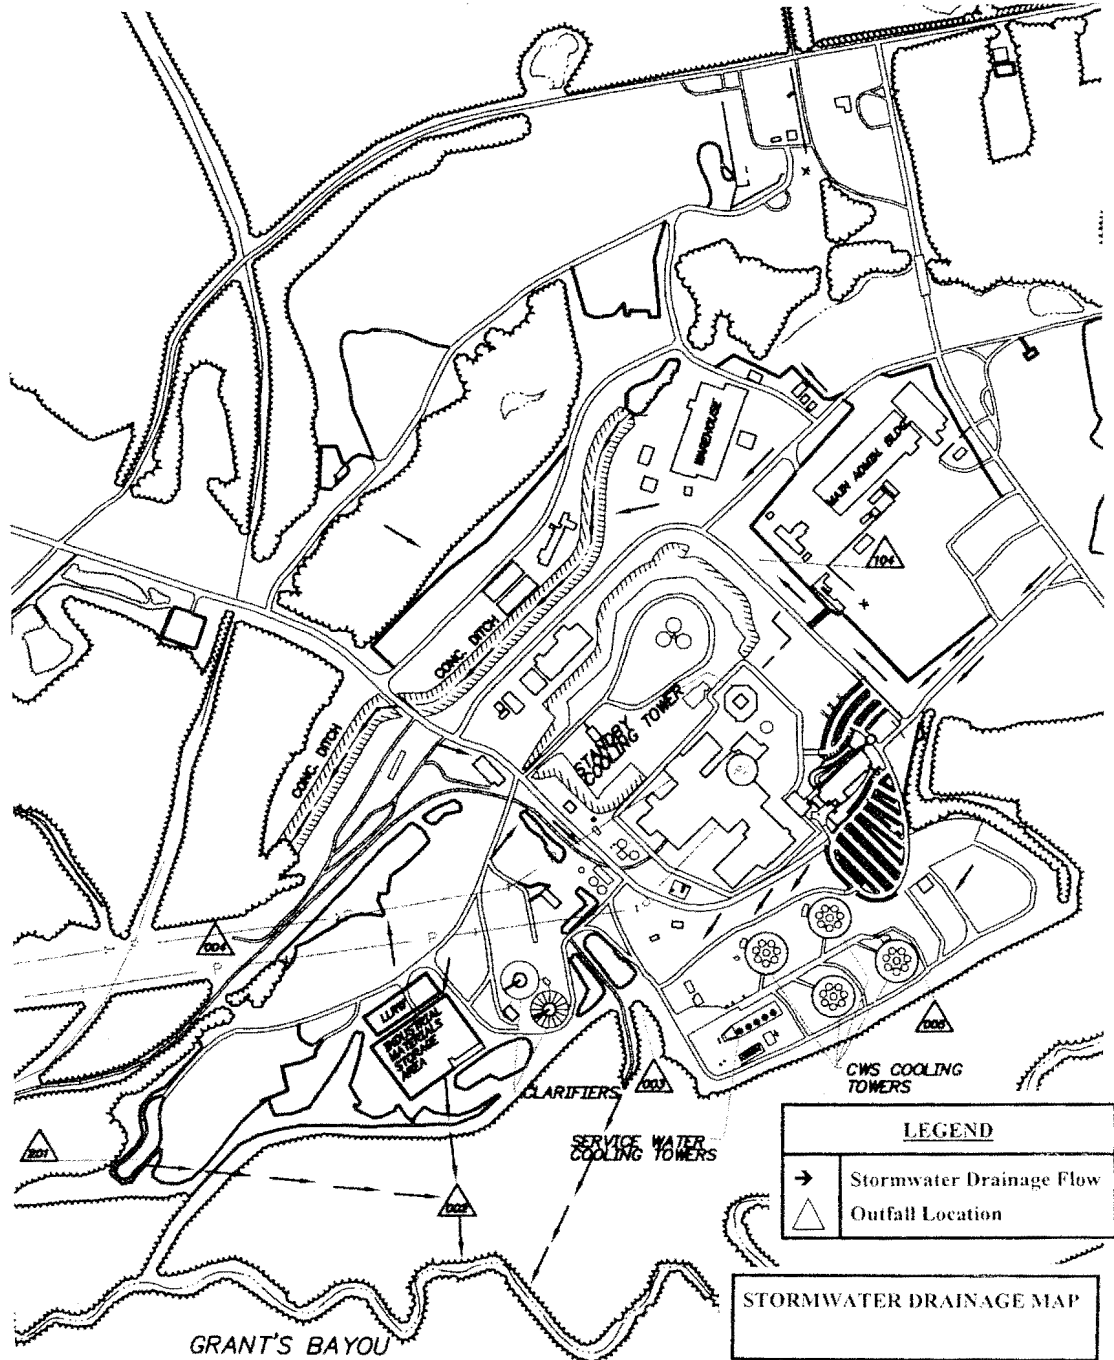 WAREHOUSE
MAIN ADMIN. BLDG.
104
CONC. DITCH
STANDBY
COOLING TOWER
CONC. DITCH
004
LLRW
INDUSTRIAL
MATERIALS
STORAGE
AREA
005
CWS COOLING
TOWERS
CLARIFIERS
003
SERVICE WATER
COOLING TOWERS
201
LEGEND
Stormwater Drainage Flow
Outfall Location
STORMWATER DRAINAGE MAP
GRANT'S BAYOU